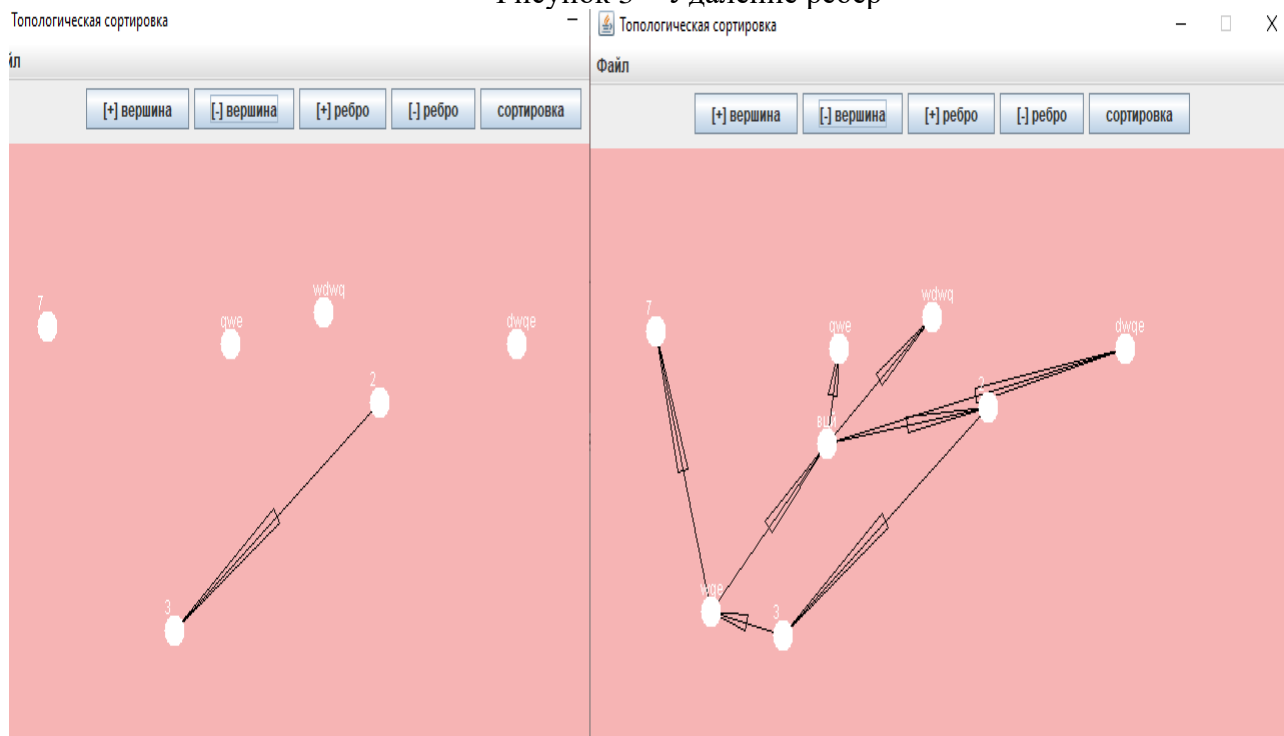 Рисунок 3 – Удаление ребер
Топологическая сортировка
йл
[+] вершина [-] вершина [+] ребро [-] ребро сортировка
7
qwe
wdwq
dwqe
2
3
Топологическая сортировка
Файл
[+] вершина [-] вершина [+] ребро [-] ребро сортировка
7
qwe
wdwq
dwqe
2
3